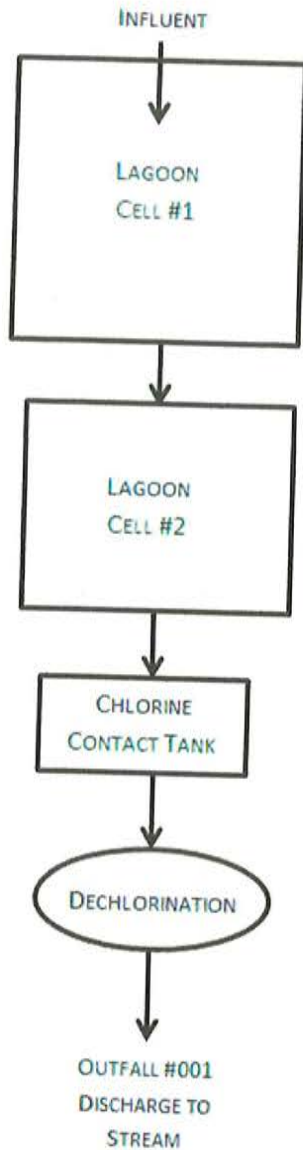 INFLUENT
LAGOON
CELL #1
LAGOON
CELL #2
CHLORINE
CONTACT TANK
DECHLORINATION
OUTFALL #001
DISCHARGE TO
STREAM